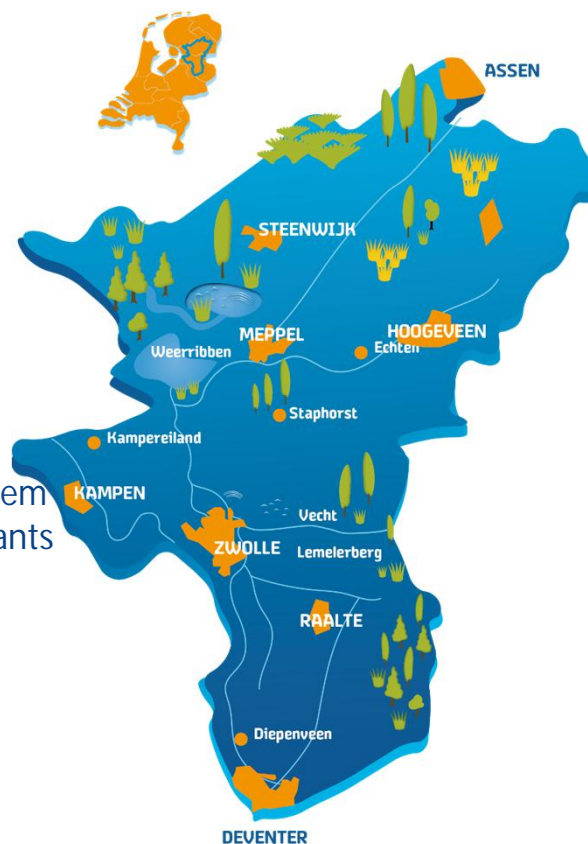 ASSEN
STEENWIJK
MEPPEL
HOOGEVEEN
Echten
Weerribben
Staphorst
Kampereiland
em
KAMPEN
ants
Vecht
ZWOLLE
Lemelerberg
RAALTE
Diepenveen
DEVENTER